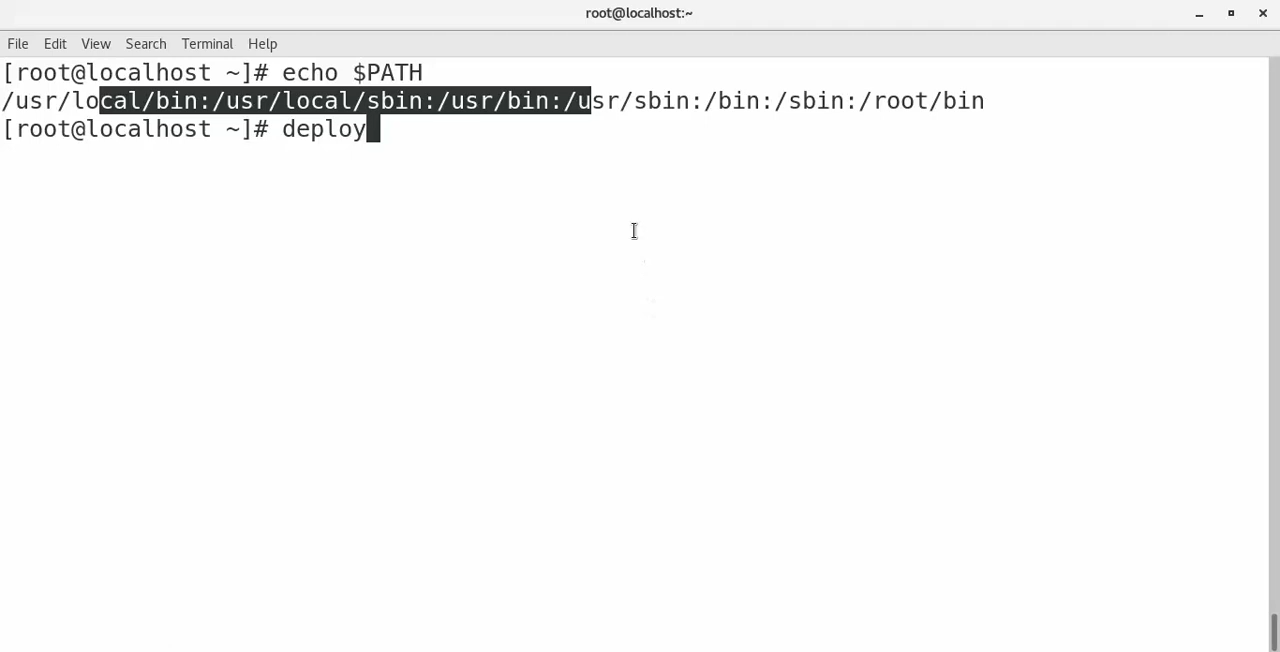 root@localhost:~
File Edit View Search Terminal Help
[root@localhost ~]# echo $PATH
/usr/local/bin:/usr/local/sbin:/usr/bin:/usr/sbin:/bin:/sbin:/root/bin
[root@localhost ~]# deploy